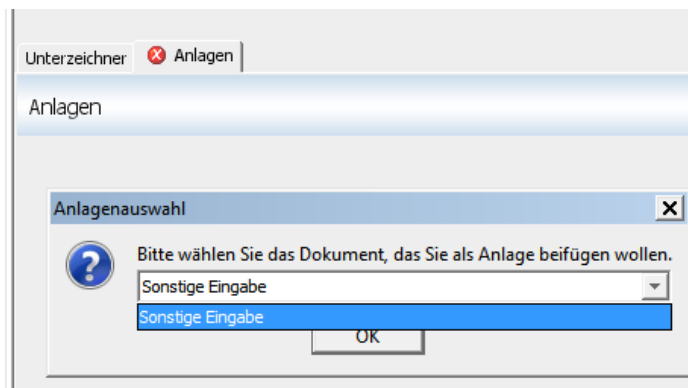 Unterzeichner
Anlagen
Anlagen
Anlagenauswahl
Bitte wählen Sie das Dokument, das Sie als Anlage beifügen wollen.
Sonstige Eingabe
Sonstige Eingabe
OK